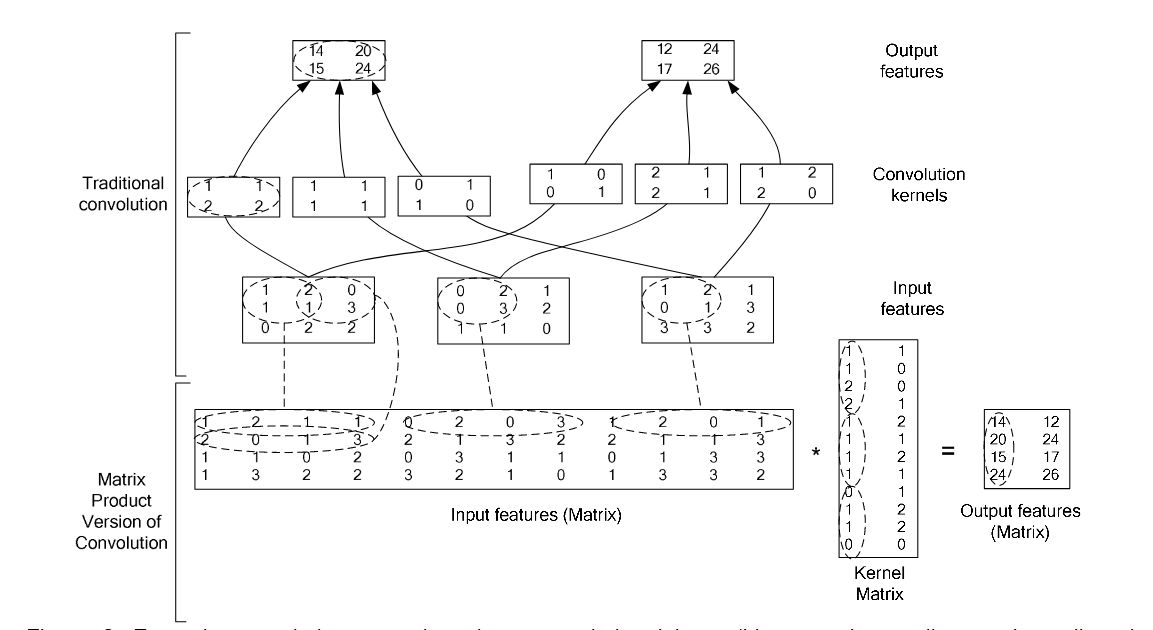 14 20
15 24
12 24
17 26
Output
features
Traditional
convolution
1 1
2 2
1 1
1 1
0 1
1 0
1 0
0 1
2 1
2 1
1 2
2 0
Convolution
kernels
1 2 0
1 1 3
0 2 2
0 2 1
0 3 2
1 1 0
1 2 1
0 1 3
3 3 2
Input
features
Matrix
Product
Version of
Convolution
1 2 1 1 0 2 0 3 1 2 0 1
2 0 1 3 2 1 3 2 2 1 1 3
1 1 0 2 0 3 1 1 0 1 3 3
1 3 2 2 3 2 1 0 1 3 3 2
Input features (Matrix)
*
1 1
1 0
2 0
2 1
1 2
1 1
1 2
1 1
0 1
1 2
1 2
0 0
Kernel
Matrix
=
14 12
20 24
15 17
24 26
Output features
(Matrix)